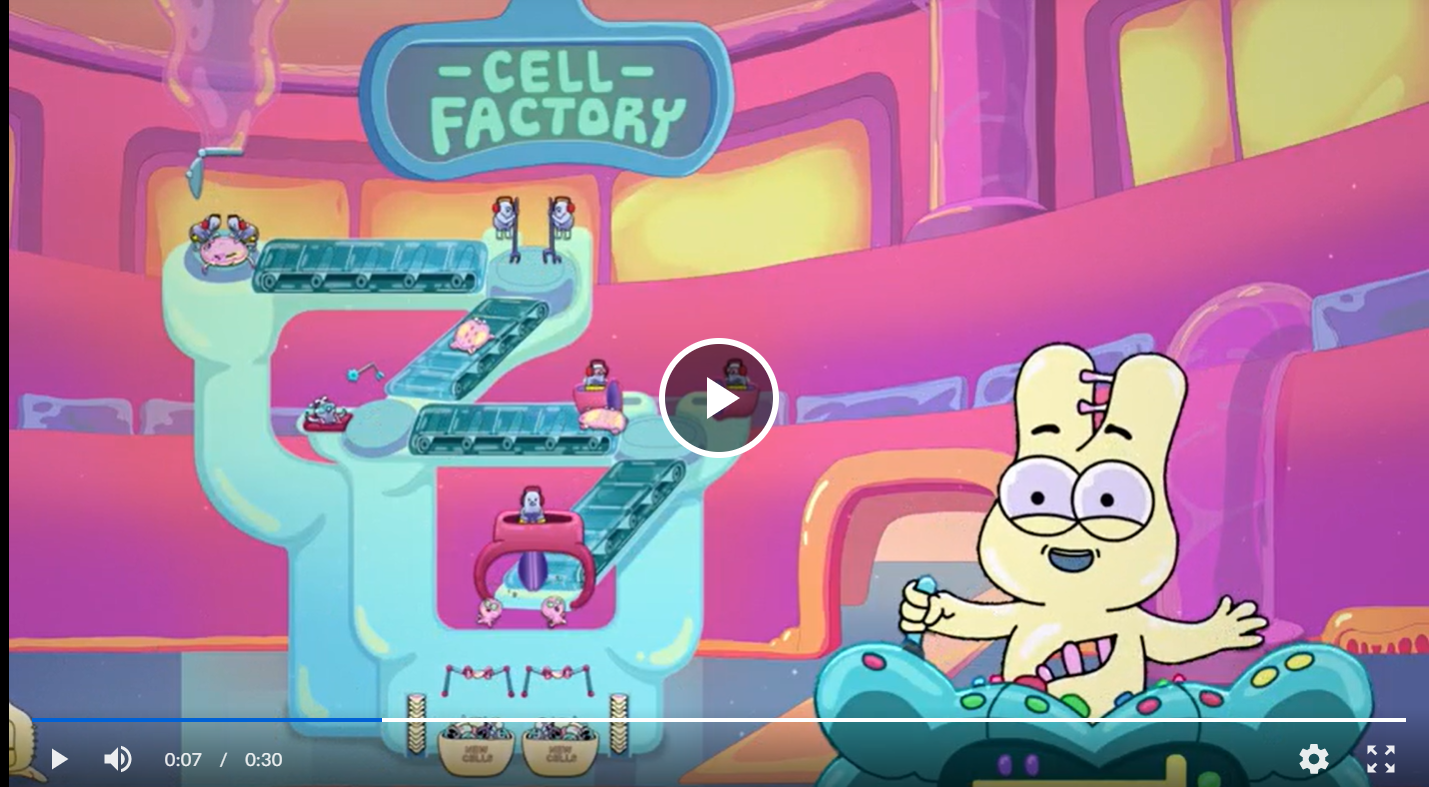 - CELL -
FACTORY
NEW
CELLS
NEW
CELLS
0:07 / 0:30